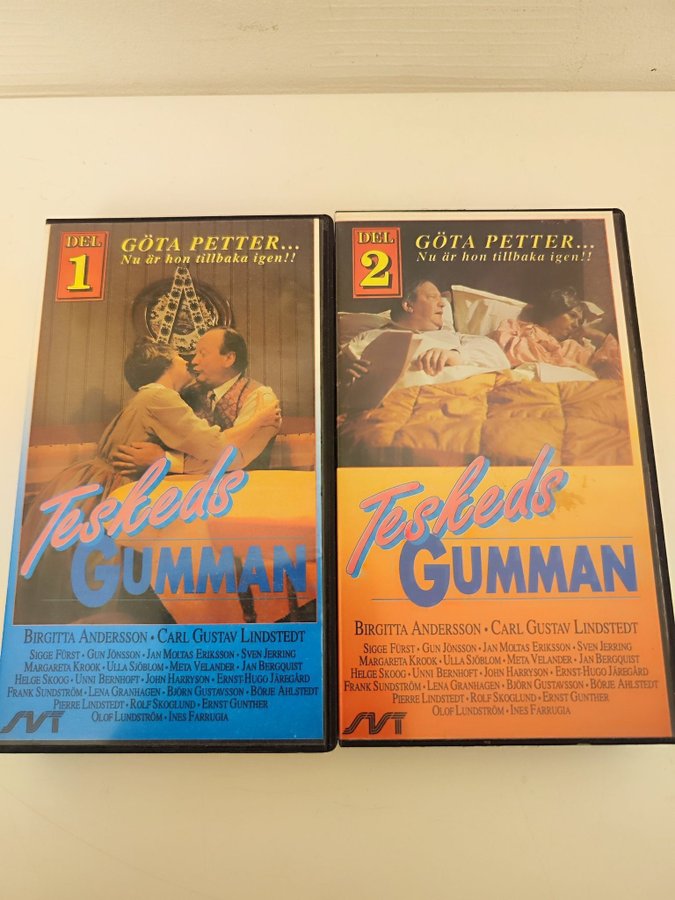 DEL
1
GÖTA PETTER...
Nu är hon tillbaka igen!!
Teskeds
GUMMAN
BIRGITTA ANDERSSON • CARL GUSTAV LINDSTEDT
SIGGE FÜRST • GUN JÖNSSON • JAN MOLTAS ERIKSSON • SVEN JERRING
MARGARETA KROOK • ULLA SJÖBLOM • META VELANDER • JAN BERGQUIST
HELGE SKOOG • UNNI BERNHOFT • JOHN HARRYSON • ERNST-HUGO JÄREGÅRD
FRANK SUNDSTRÖM • LENA GRANHAGEN • BJÖRN GUSTAVSSON • BÖRJE AHLSTEDT
PIERRE LINDSTEDT • ROLF SKOGLUND • ERNST GÜNTHER
OLOF LUNDSTRÖM • INES FARRUGIA
SVT
DEL
2
GÖTA PETTER...
Nu är hon tillbaka igen!!
Teskeds
GUMMAN
BIRGITTA ANDERSSON • CARL GUSTAV LINDSTEDT
SIGGE FÜRST • GUN JÖNSSON • JAN MOLTAS ERIKSSON • SVEN JERRING
MARGARETA KROOK • ULLA SJÖBLOM • META VELANDER • JAN BERGQUIST
HELGE SKOOG • UNNI BERNHOFT • JOHN HARRYSON • ERNST-HUGO JÄREGÅRD
FRANK SUNDSTRÖM • LENA GRANHAGEN • BJÖRN GUSTAVSSON • BÖRJE AHLSTEDT
PIERRE LINDSTEDT • ROLF SKOGLUND • ERNST GÜNTHER
OLOF LUNDSTRÖM • INES FARRUGIA
SVT